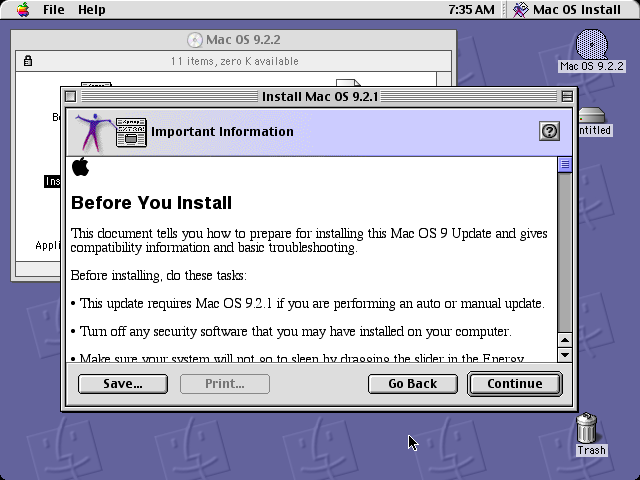 File Help 7:35 AM Mac OS Install
Mac OS 9.2.2
11 items, zero K available
Mac OS 9.2.2
Install Mac OS 9.2.1
Important Information
Before You Install
This document tells you how to prepare for installing this Mac OS 9 Update and gives
compatibility information and basic troubleshooting.
Before installing, do these tasks:
• This update requires Mac OS 9.2.1 if you are performing an auto or manual update.
• Turn off any security software that you may have installed on your computer.
• Make sure your system will not go to sleep by dragging the slider in the Energy
Save... Print... Go Back Continue
ntitled
Trash